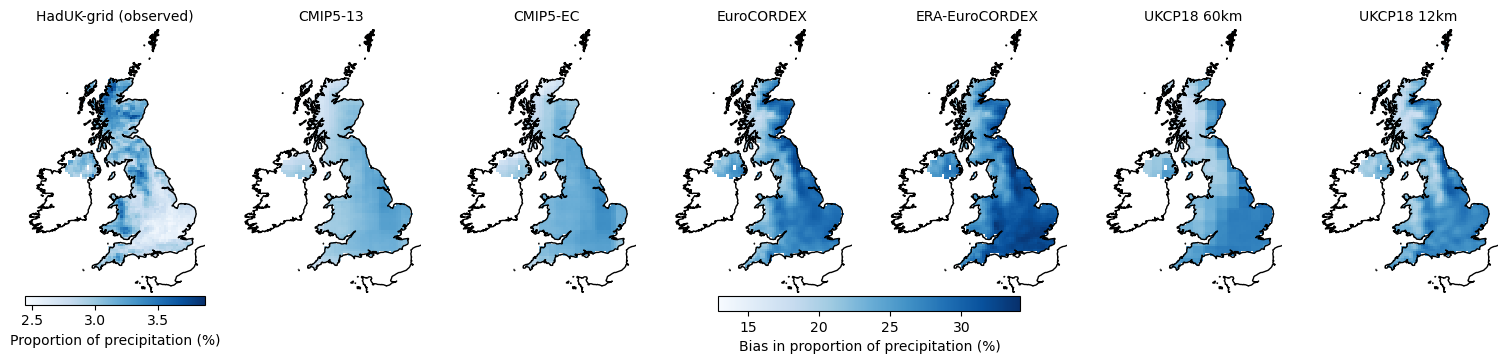 HadUK-grid (observed)
CMIP5-13
CMIP5-EC
EuroCORDEX
ERA-EuroCORDEX
UKCP18 60km
UKCP18 12km
2.5 3.0 3.5
Proportion of precipitation (%)
15 20 25 30
Bias in proportion of precipitation (%)